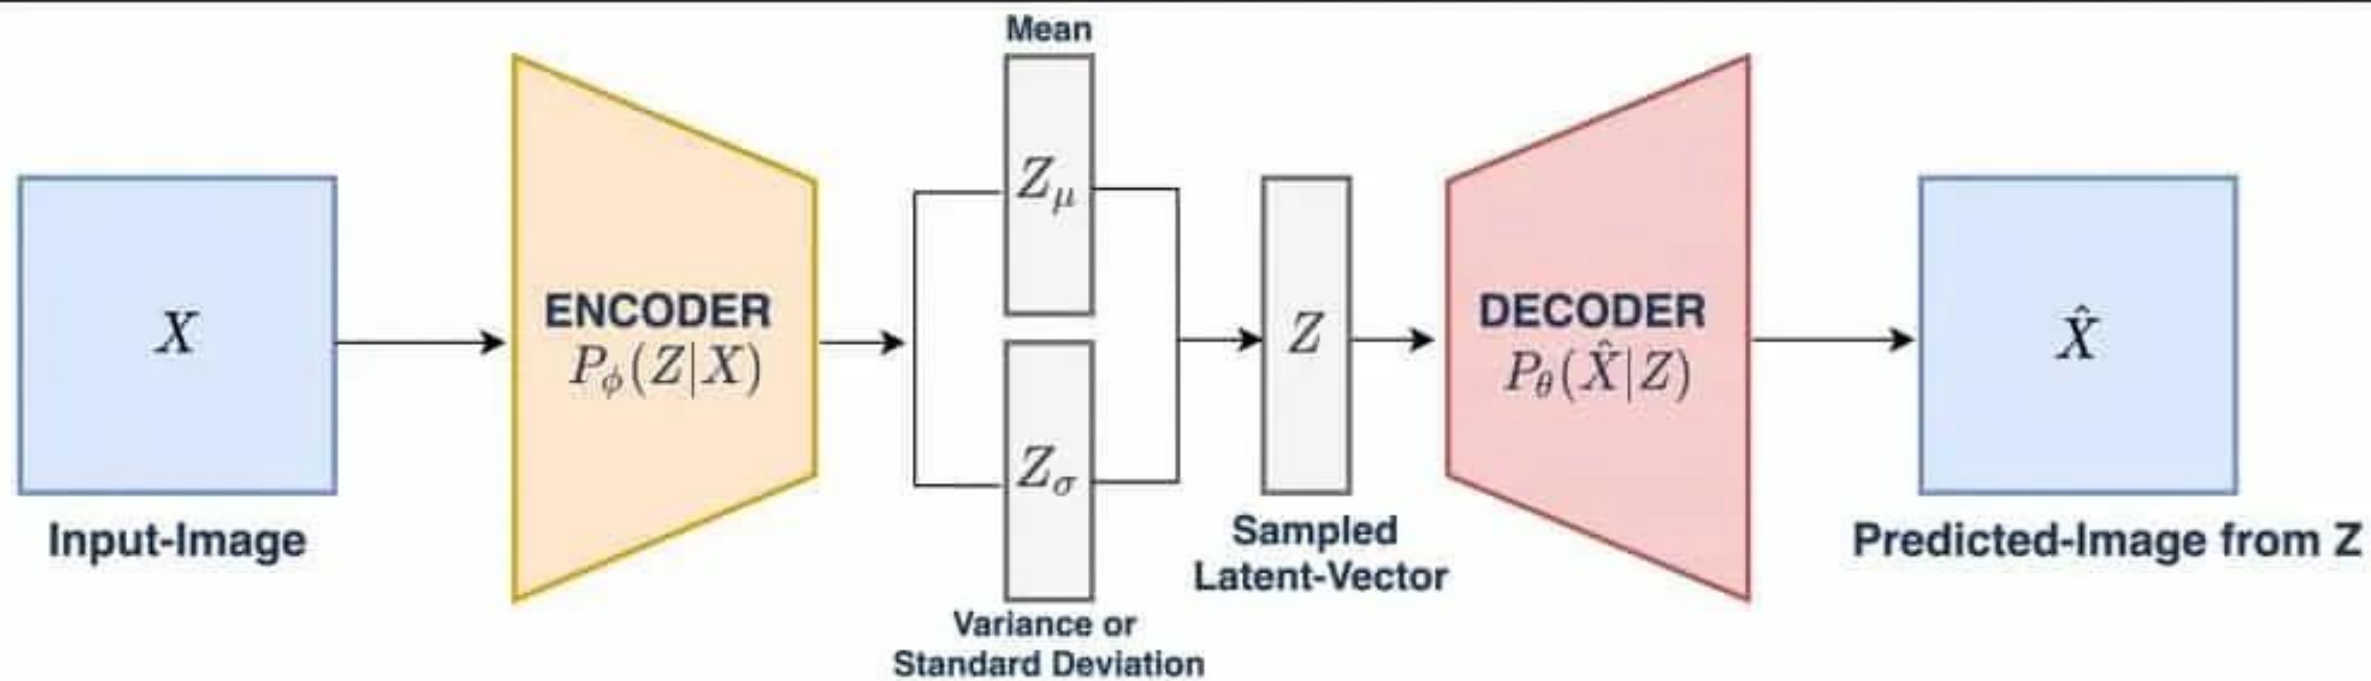 Mean
X
Input-Image
ENCODER
P_ϕ(Z|X)
Z_μ
Z_σ
Variance or
Standard Deviation
Z
Sampled
Latent-Vector
DECODER
P_θ(X̂|Z)
X̂
Predicted-Image from Z